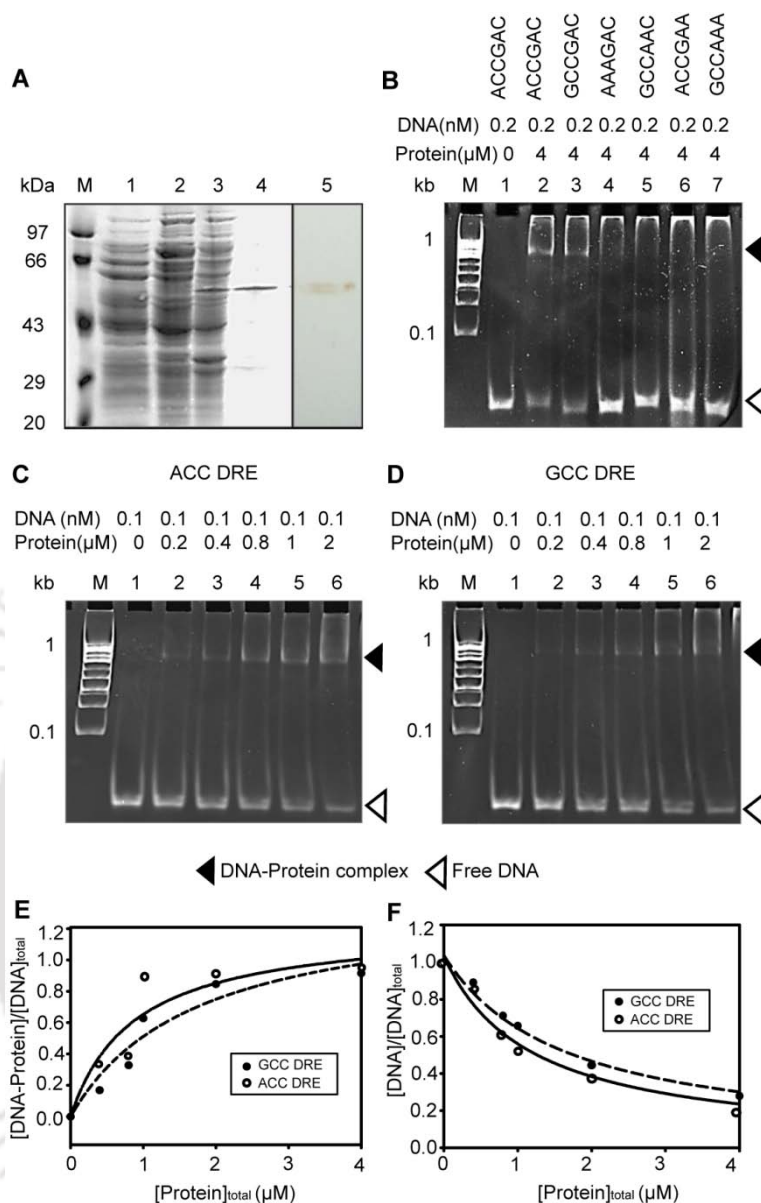 A
kDa M 1 2 3 4 5
97
66
43
29
20
B
ACCGAC ACCGAC GCCGAC AAAGAC GCCAAC ACCGAA GCCAAA
DNA(nM) 0.2 0.2 0.2 0.2 0.2 0.2 0.2
Protein(µM) 0 4 4 4 4 4 4
kb M 1 2 3 4 5 6 7
1
0.1
C ACC DRE
DNA (nM) 0.1 0.1 0.1 0.1 0.1 0.1
Protein(µM) 0 0.2 0.4 0.8 1 2
kb M 1 2 3 4 5 6
1
0.1
D GCC DRE
DNA (nM) 0.1 0.1 0.1 0.1 0.1 0.1
Protein(µM) 0 0.2 0.4 0.8 1 2
kb M 1 2 3 4 5 6
1
0.1
DNA-Protein complex Free DNA
E
[DNA-Protein]/[DNA]total
1.2
1.0
0.8
0.6
0.4
0.2
0.0
GCC DRE
ACC DRE
0 1 2 3 4
[Protein]total (µM)
F
[DNA]/[DNA]total
1.2
1.0
0.8
0.6
0.4
0.2
0.0
GCC DRE
ACC DRE
0 1 2 3 4
[Protein]total (µM)